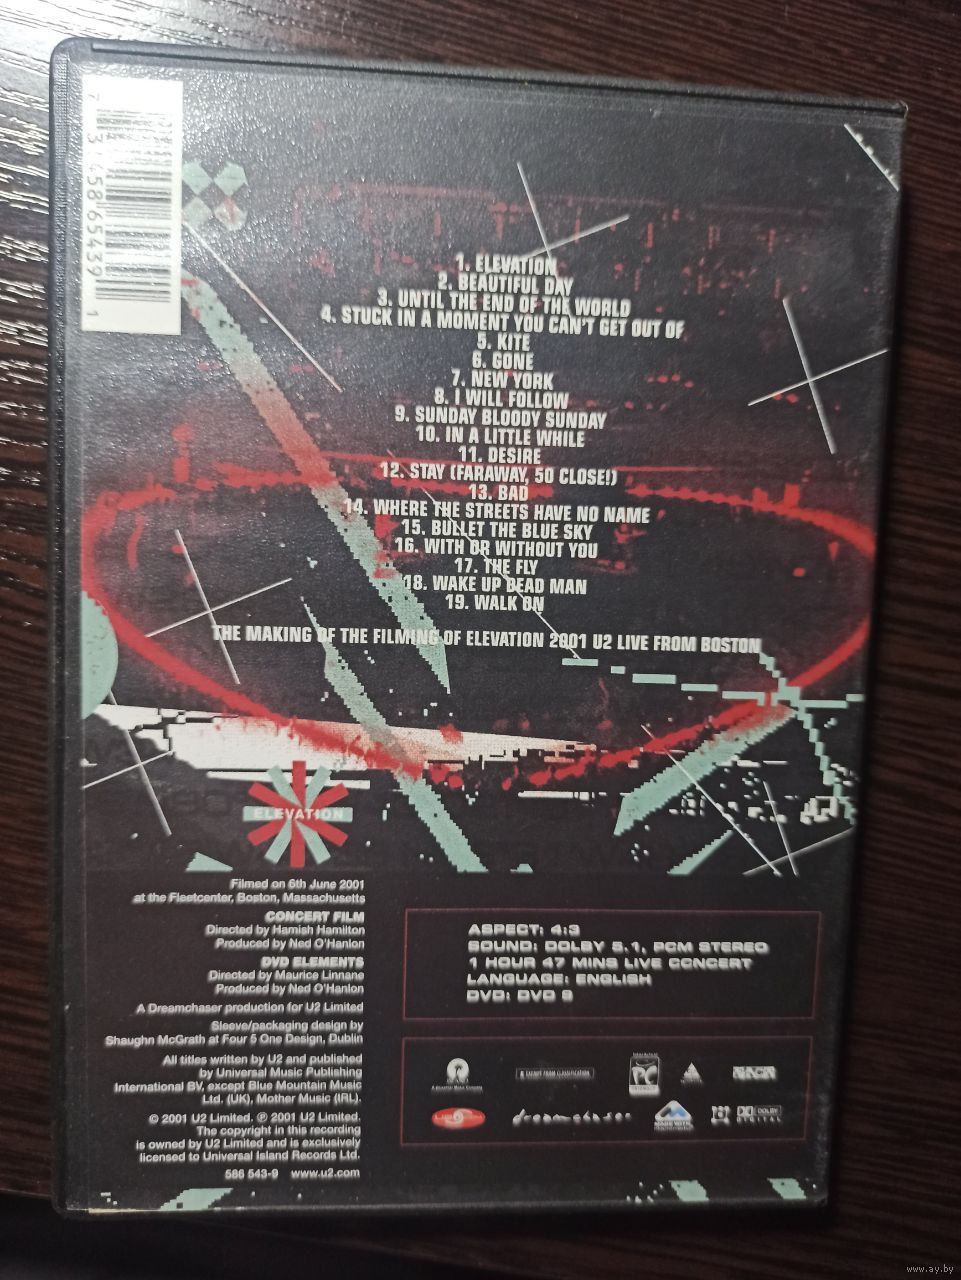 7 31458 65439 1
1. ELEVATION
2. BEAUTIFUL DAY
3. UNTIL THE END OF THE WORLD
4. STUCK IN A MOMENT YOU CAN'T GET OUT OF
5. KITE
6. GONE
7. NEW YORK
8. I WILL FOLLOW
9. SUNDAY BLOODY SUNDAY
10. IN A LITTLE WHILE
11. DESIRE
12. STAY (FARAWAY, SO CLOSE!)
13. BAD
14. WHERE THE STREETS HAVE NO NAME
15. BULLET THE BLUE SKY
16. WITH OR WITHOUT YOU
17. THE FLY
18. WAKE UP DEAD MAN
19. WALK ON
THE MAKING OF THE FILMING OF ELEVATION 2001 U2 LIVE FROM BOSTON
ELEVATION
Filmed on 6th June 2001
at the Fleetcenter, Boston, Massachusetts
CONCERT FILM
Directed by Hamish Hamilton
Produced by Ned O'Hanlon
DVD ELEMENTS
Directed by Maurice Linnane
Produced by Ned O'Hanlon
A Dreamchaser production for U2 Limited
Sleeve/packaging design by
Shaughn McGrath at Four 5 One Design, Dublin
All titles written by U2 and published
by Universal Music Publishing
International BV, except Blue Mountain Music
Ltd. (UK), Mother Music (IRL).
© 2001 U2 Limited. ℗ 2001 U2 Limited.
The copyright in this recording
is owned by U2 Limited and is exclusively
licensed to Universal Island Records Ltd.
586 543-9 www.u2.com
ASPECT: 4:3
SOUND: DOLBY 5.1, PCM STEREO
1 HOUR 47 MINS LIVE CONCERT
LANGUAGE: ENGLISH
DVD: DVD 9
E EXEMPT FROM CLASSIFICATION
PG
dreamchaser
MADE WITH
DOLBY
DIGITAL
www.ay.by